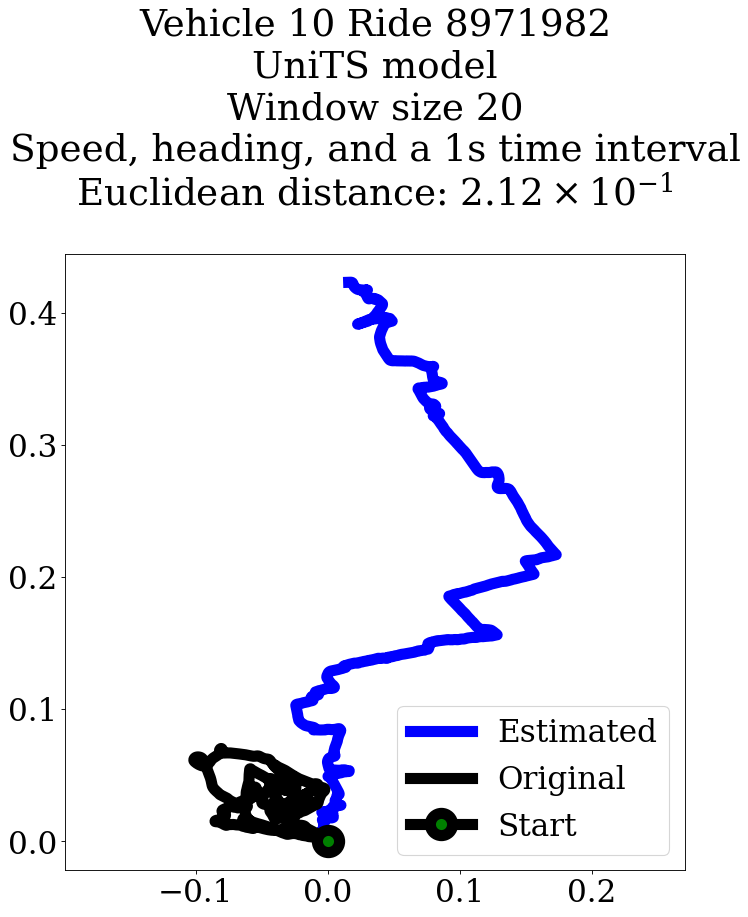 Vehicle 10 Ride 8971982
UniTS model
Window size 20
Speed, heading, and a 1s time interval
Euclidean distance: 2.12 × 10⁻¹
0.4
0.3
0.2
0.1
0.0
−0.1 0.0 0.1 0.2
Estimated
Original
Start